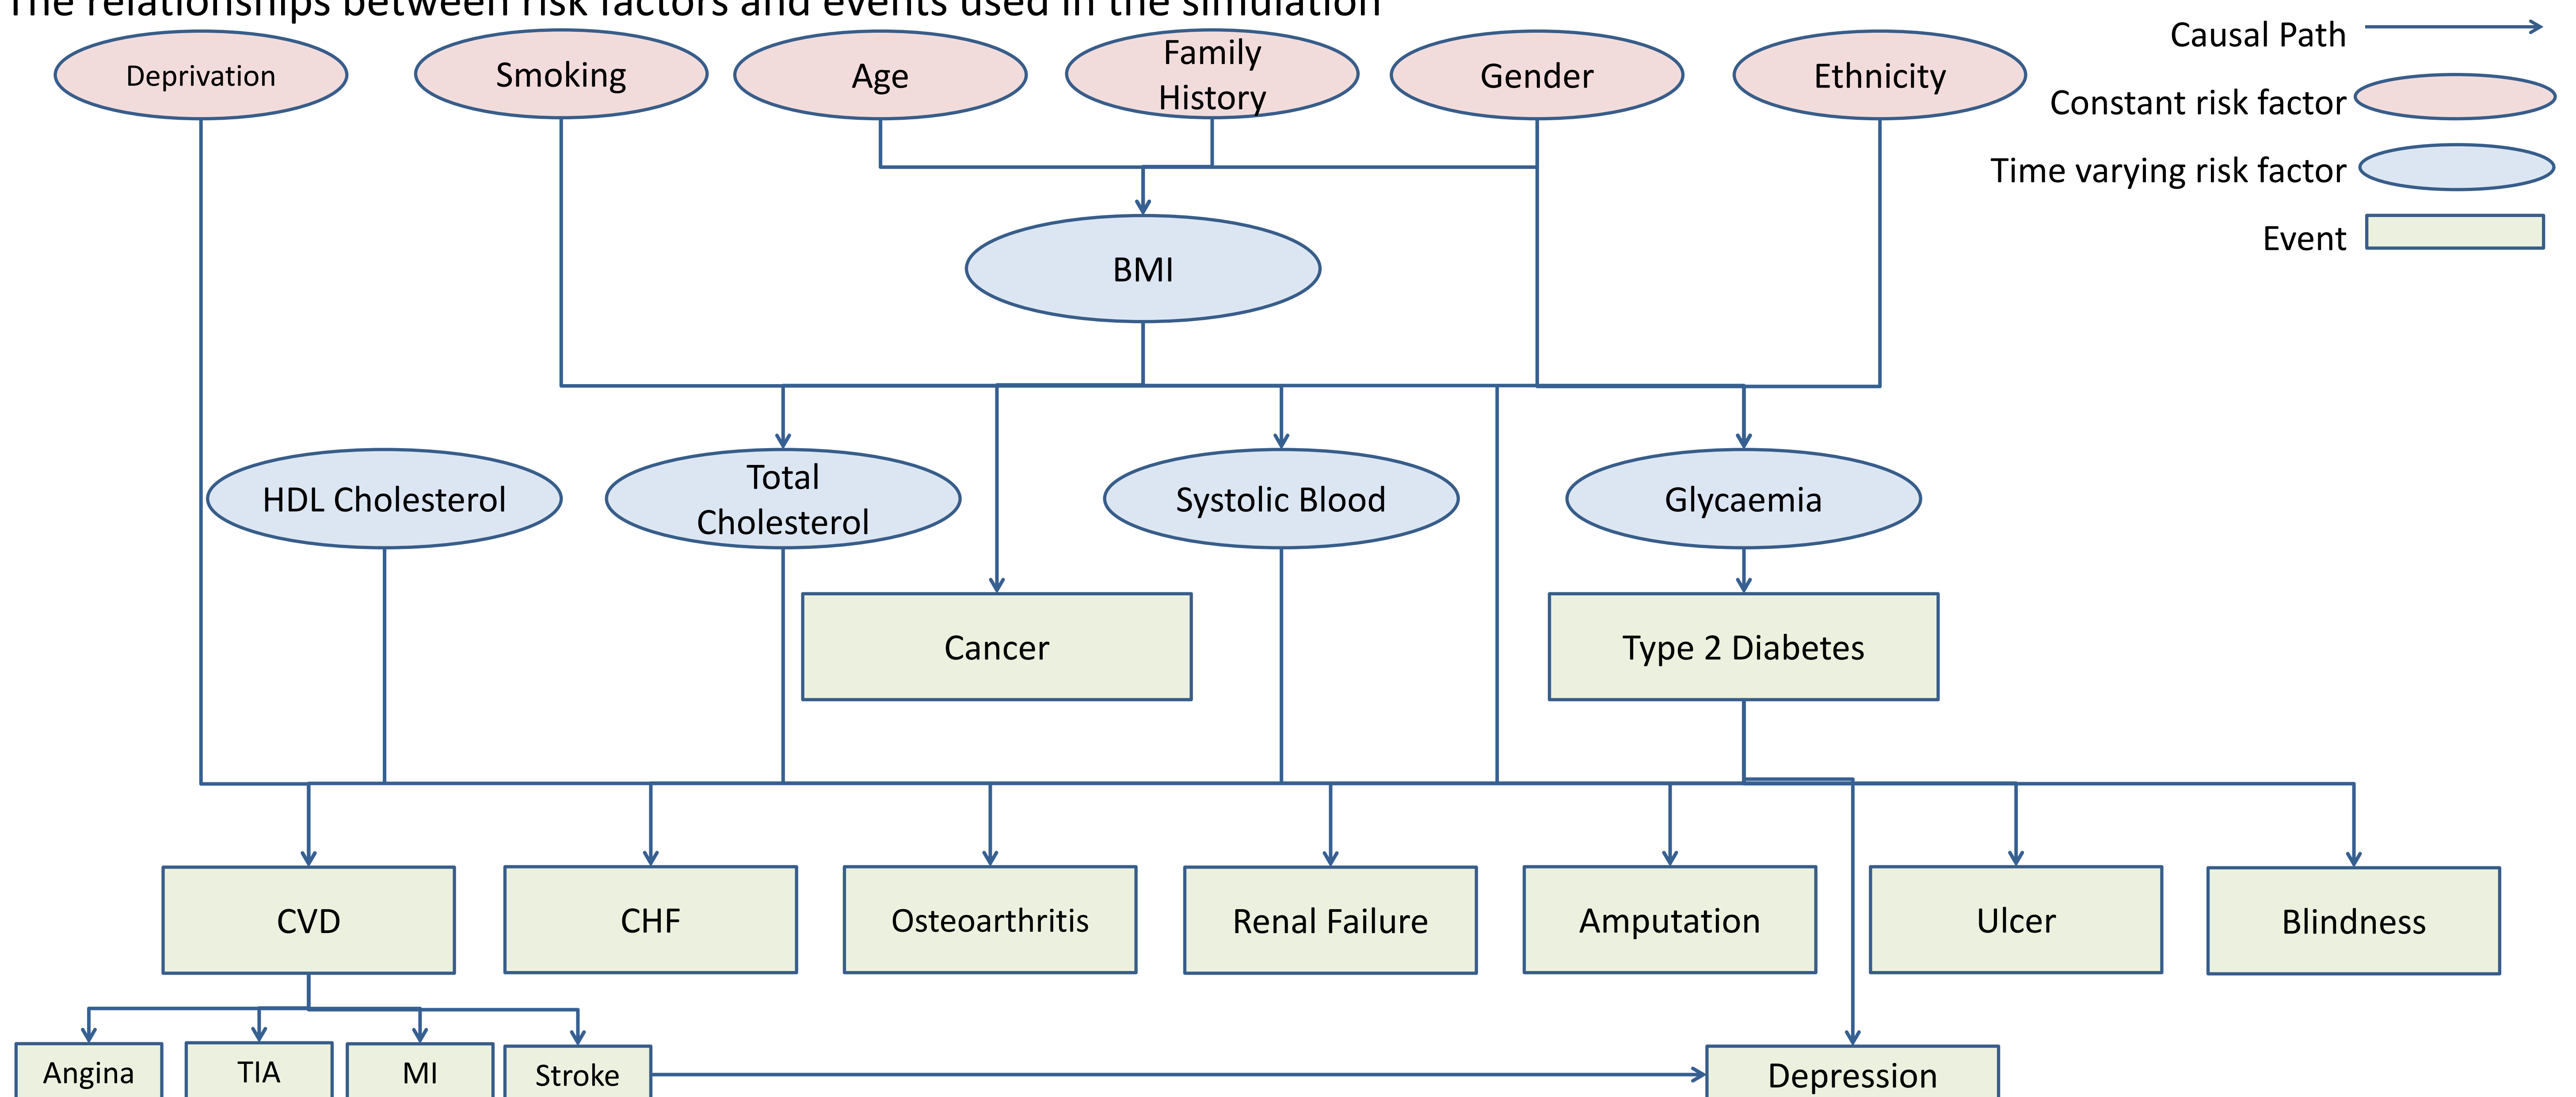 The relationships between risk factors and events used in the simulation
Causal Path
Constant risk factor
Time varying risk factor
Event
Deprivation
Smoking
Age
Family
History
Gender
Ethnicity
BMI
HDL Cholesterol
Total
Cholesterol
Systolic Blood
Glycaemia
Cancer
Type 2 Diabetes
CVD
CHF
Osteoarthritis
Renal Failure
Amputation
Ulcer
Blindness
Angina
TIA
MI
Stroke
Depression